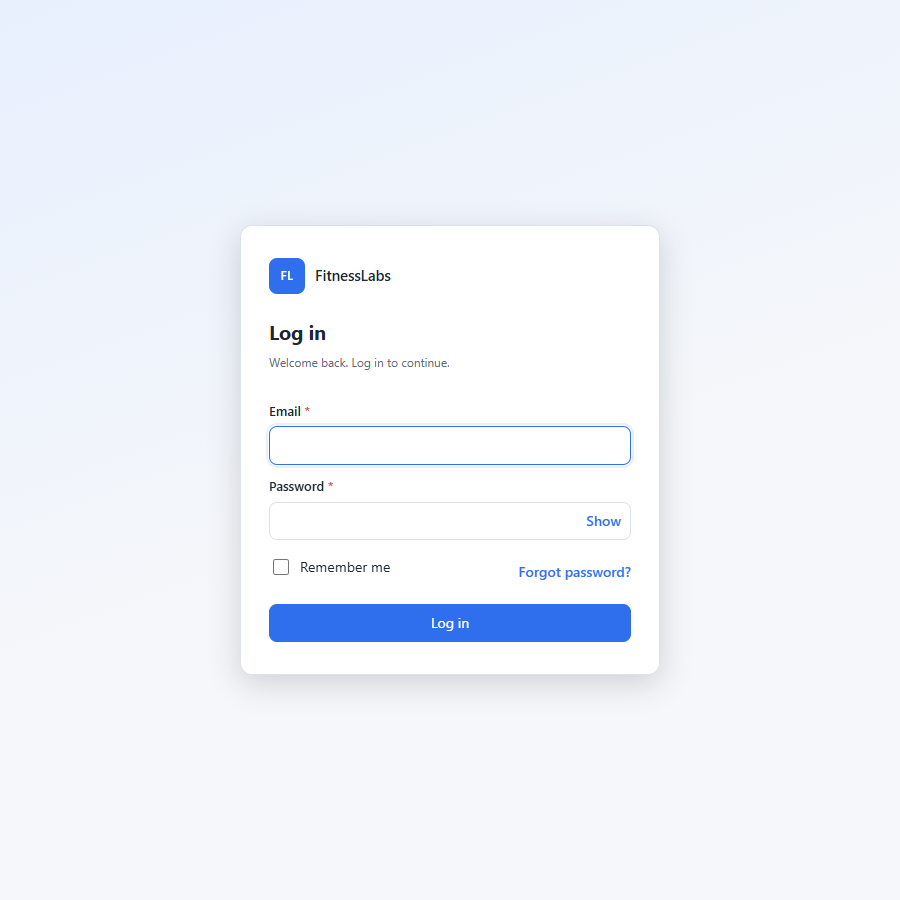 FL
FitnessLabs
Log in
Welcome back. Log in to continue.
Email *
Password *
Show
Remember me
Forgot password?
Log in